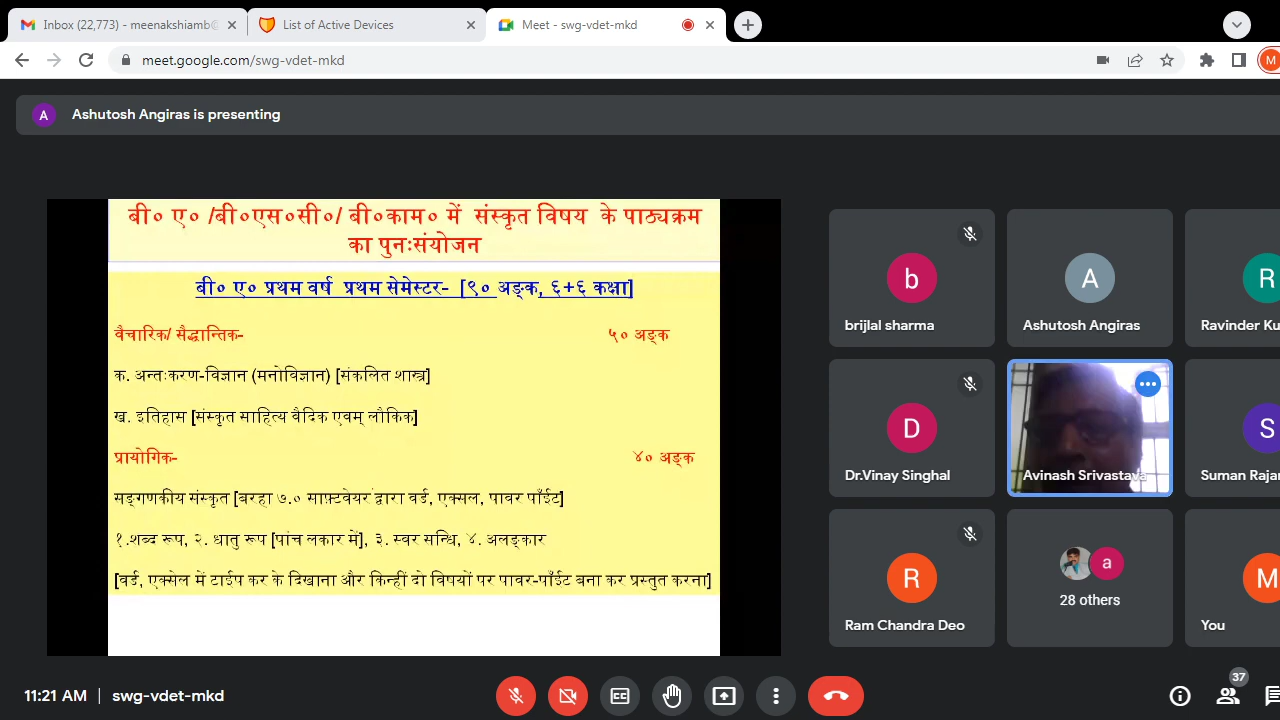 Inbox (22,773) - meenakshiamb@
List of Active Devices
Meet - swg-vdet-mkd
meet.google.com/swg-vdet-mkd
M
A
Ashutosh Angiras is presenting
बी० ए० /बी०एस०सी०/ बी०काम० में संस्कृत विषय के पाठ्यक्रम
का पुनःसंयोजन
बी० ए० प्रथम वर्ष प्रथम सेमेस्टर- [९० अङ्क, ६+६ कक्षा]
वैचारिक/ सैद्धान्तिक- ५० अङ्क
क. अन्तःकरण-विज्ञान (मनोविज्ञान) [संकलित शास्त्र]
ख. इतिहास [संस्कृत साहित्य वैदिक एवम् लौकिक]
प्रायोगिक- ४० अङ्क
सङ्गणकीय संस्कृत [बरहा ७.० साफ़्टवेयर द्वारा वर्ड, एक्सल, पावर पाँईट]
१.शब्द रूप, २. धातु रूप [पांच लकार में], ३. स्वर सन्धि, ४. अलङ्कार
[वर्ड, एक्सेल में टाईप कर के दिखाना और किन्हीं दो विषयों पर पावर-पाँईट बना कर प्रस्तुत करना]
b
brijlal sharma
A
Ashutosh Angiras
R
Ravinder Ku
D
Dr.Vinay Singhal
Avinash Srivastava
S
Suman Rajar
R
Ram Chandra Deo
a
28 others
M
You
11:21 AM | swg-vdet-mkd
CC
37